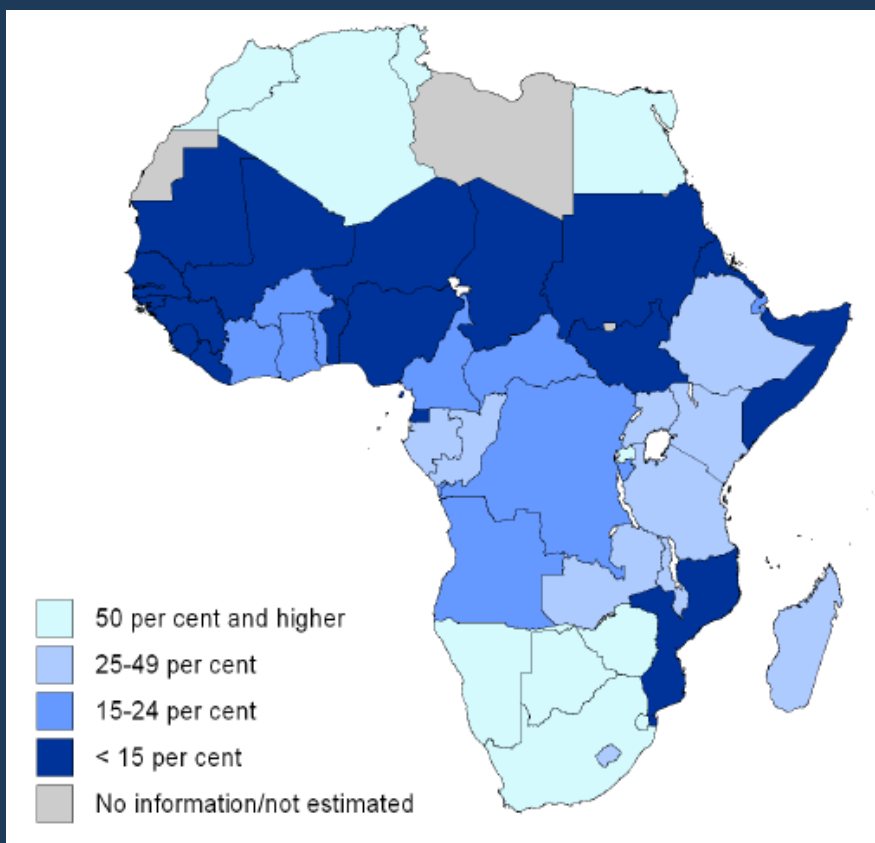 50 per cent and higher
25-49 per cent
15-24 per cent
< 15 per cent
No information/not estimated